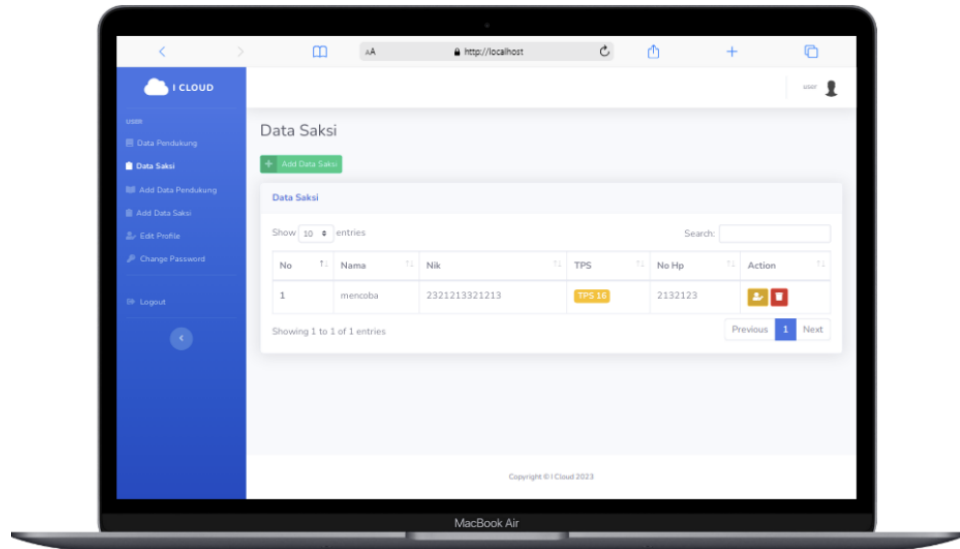 AA
http://localhost
I CLOUD
user
USER
Data Pendukung
Data Saksi
Add Data Pendukung
Add Data Saksi
Edit Profile
Change Password
Logout
Data Saksi
+ Add Data Saksi
Data Saksi
Show 10 entries
Search:
No Nama Nik TPS No Hp Action
1 mencoba 2321213321213 TPS 16 2132123
Showing 1 to 1 of 1 entries
Previous 1 Next
Copyright © I Cloud 2023
MacBook Air